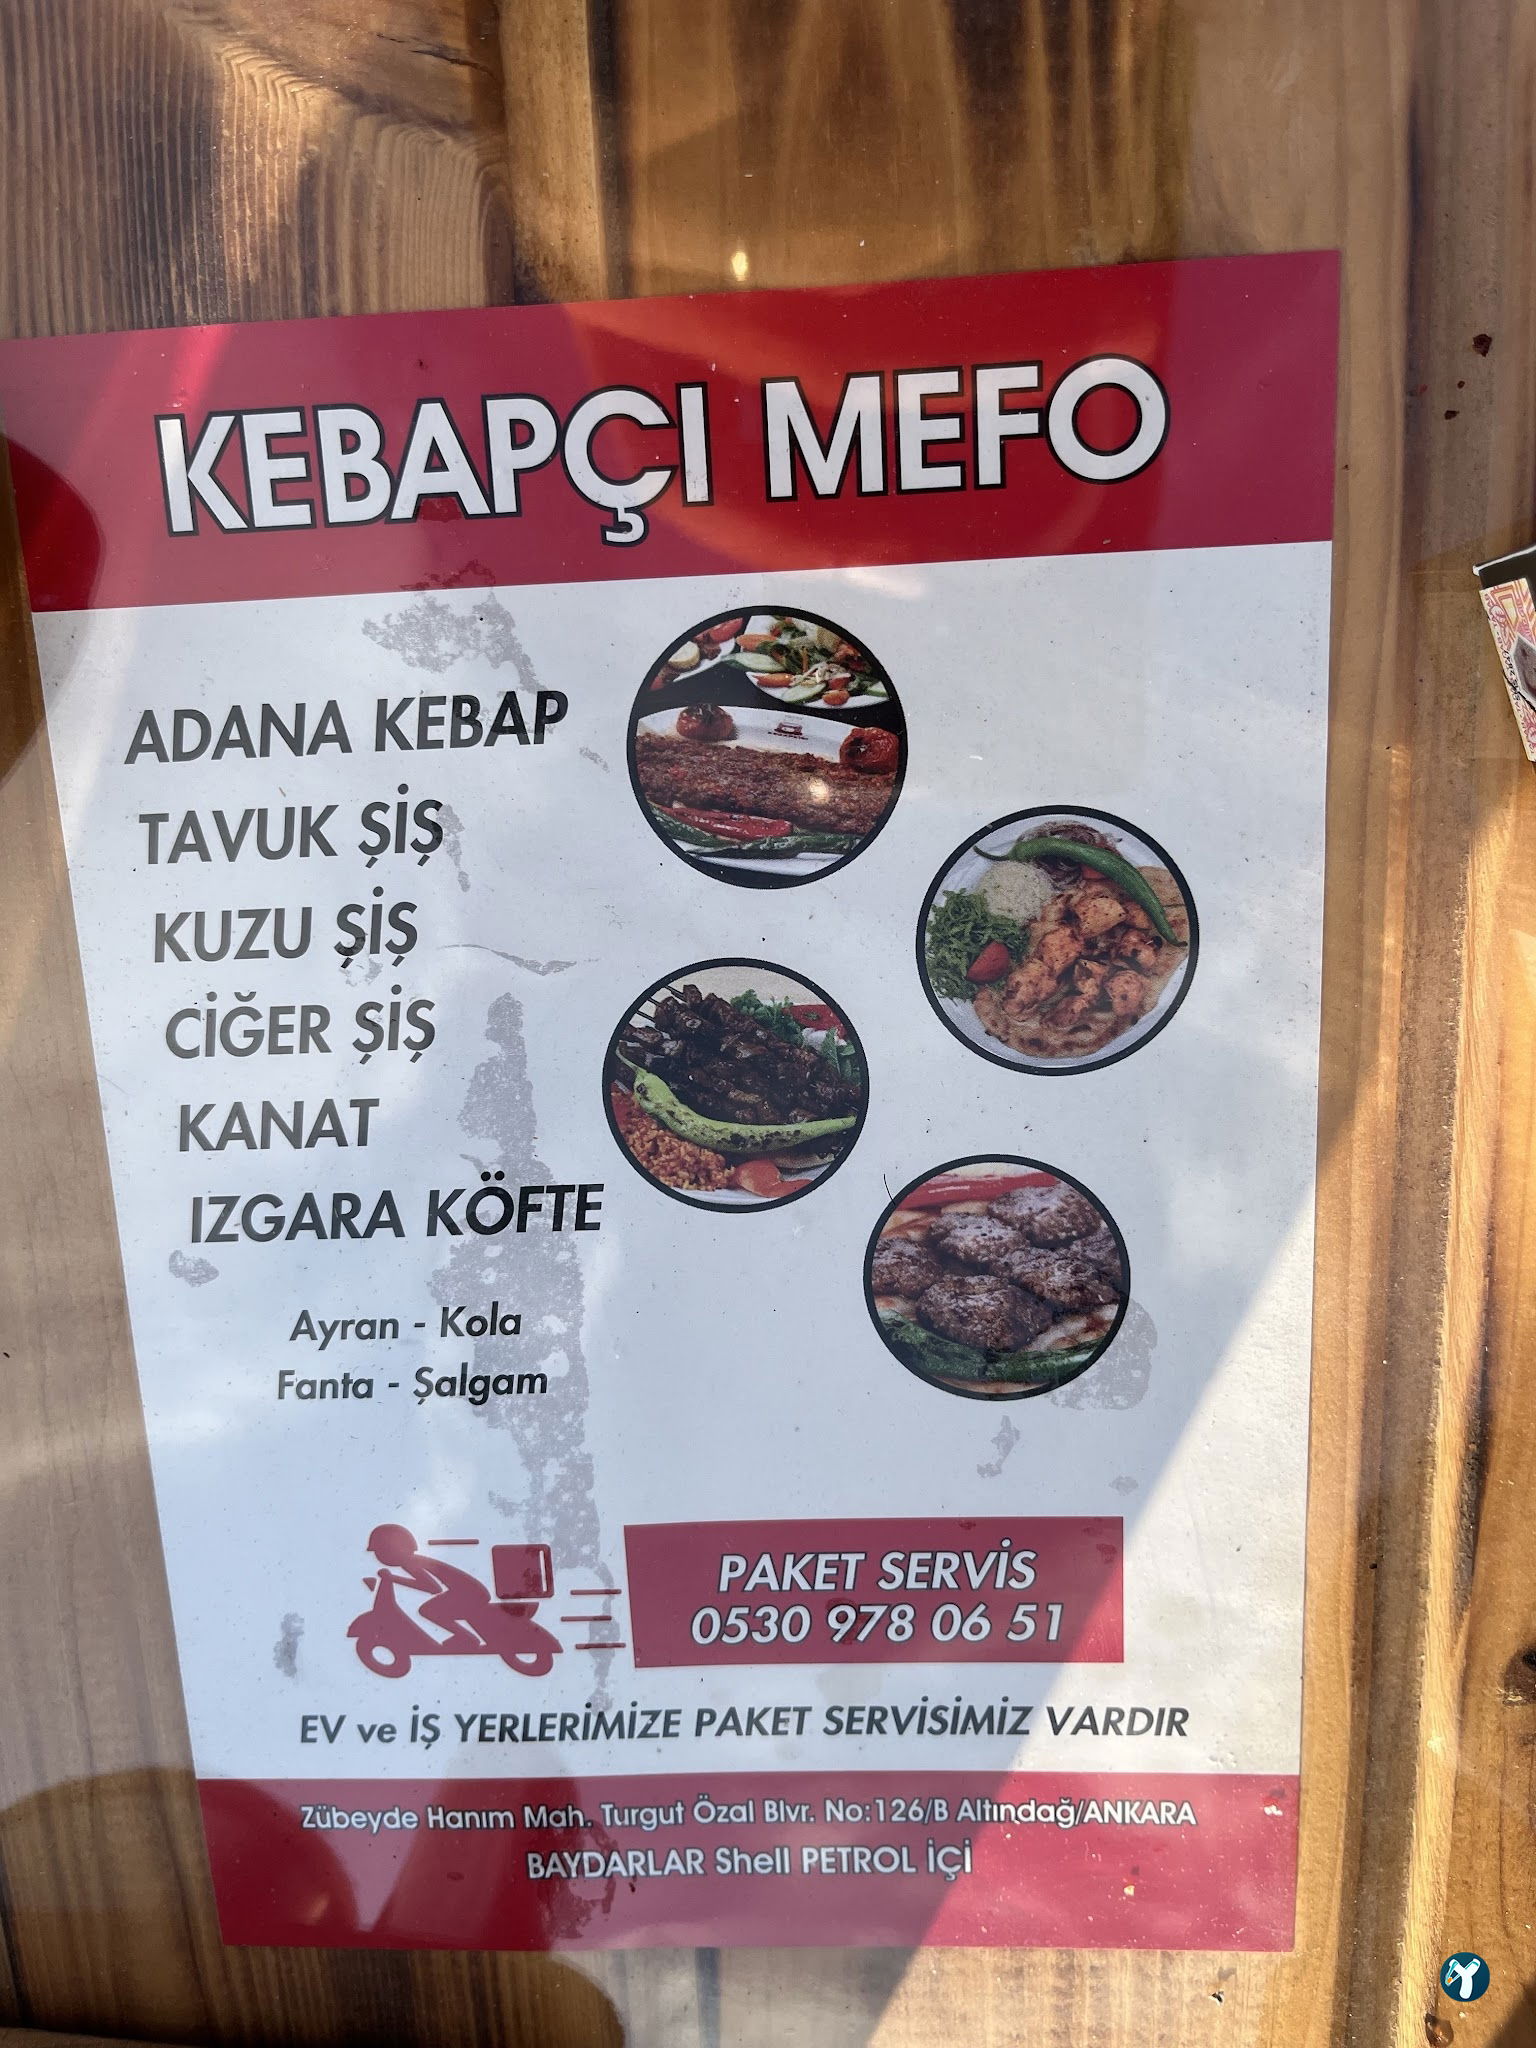 KEBAPÇI MEFO
ADANA KEBAP
TAVUK ŞİŞ
KUZU ŞİŞ
CİĞER ŞİŞ
KANAT
IZGARA KÖFTE
Ayran - Kola
Fanta - Şalgam
PAKET SERVİS
0530 978 06 51
EV ve İŞ YERLERİMİZE PAKET SERVİSİMİZ VARDIR
Zübeyde Hanım Mah. Turgut Özal Blvr. No:126/B Altındağ/ANKARA
BAYDARLAR Shell PETROL İÇİ